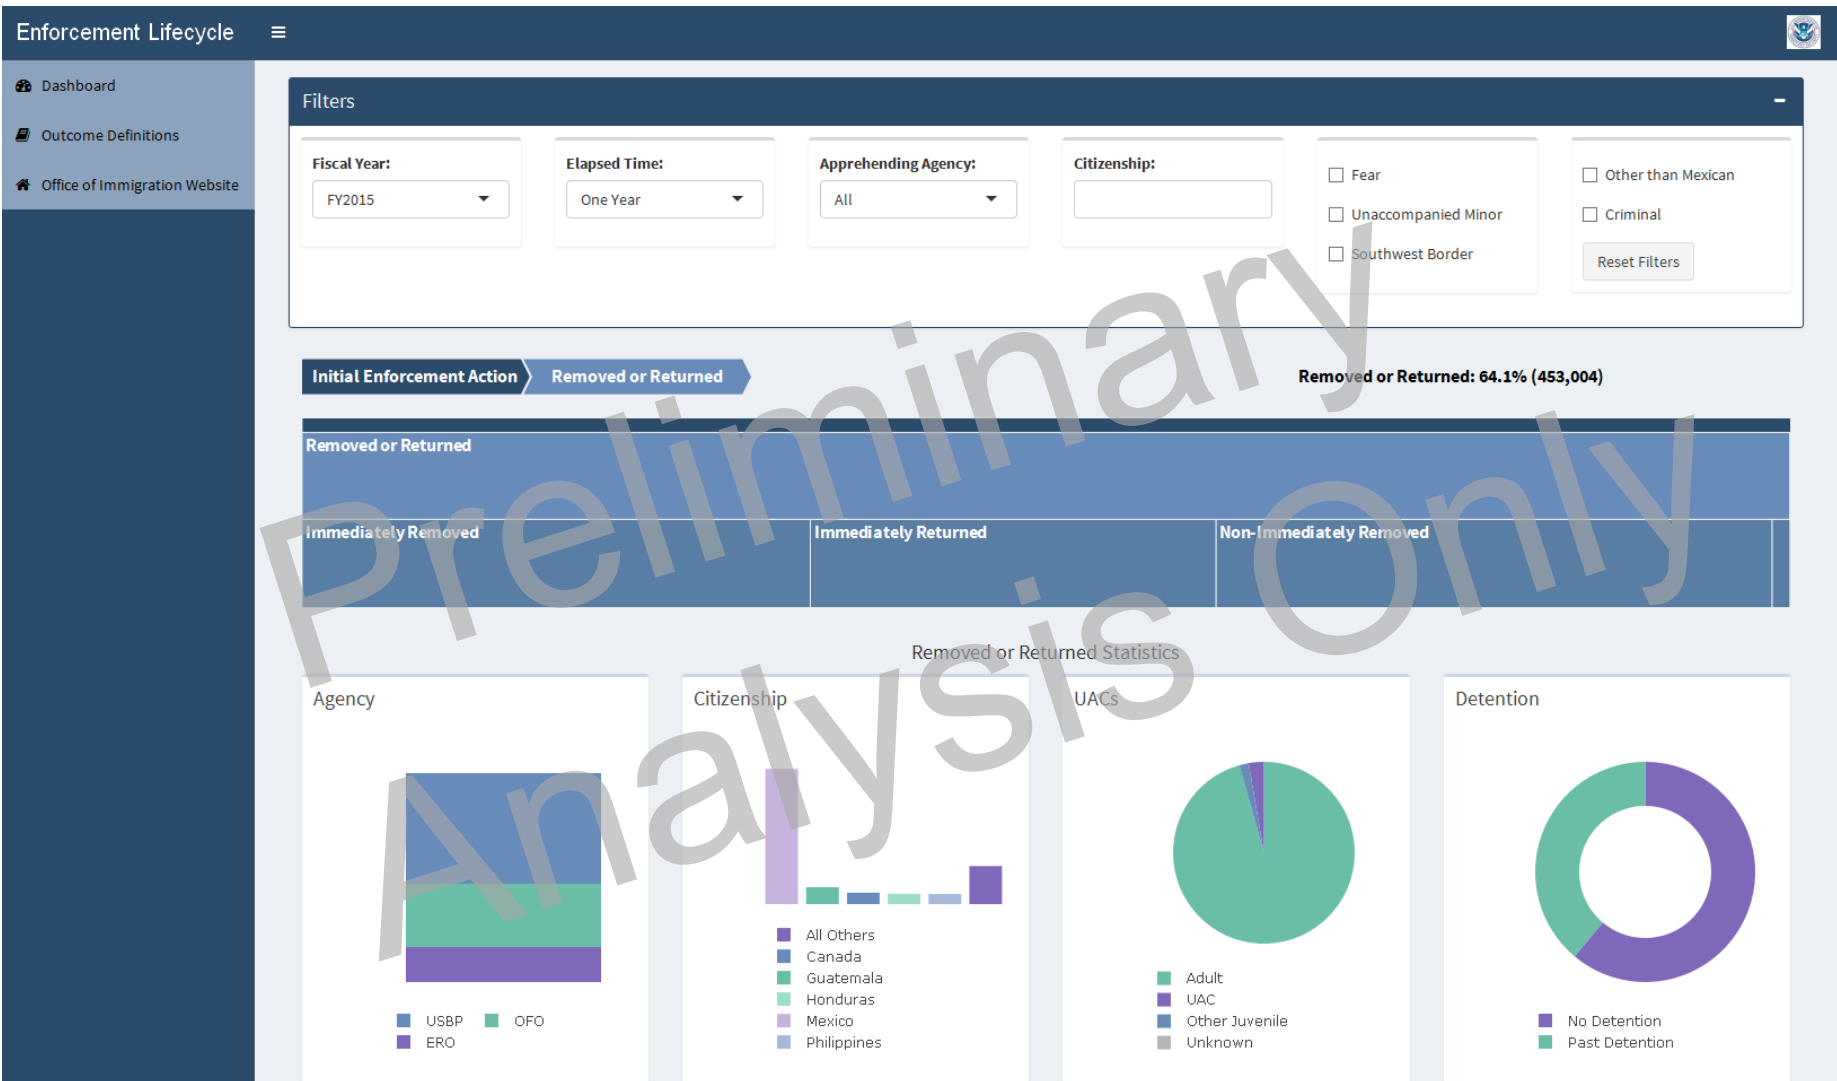 Enforcement Lifecycle
Dashboard
Outcome Definitions
Office of Immigration Website
Filters
Fiscal Year:
FY2015
Elapsed Time:
One Year
Apprehending Agency:
All
Citizenship:
Fear
Unaccompanied Minor
Southwest Border
Other than Mexican
Criminal
Reset Filters
Initial Enforcement Action
Removed or Returned
Removed or Returned: 64.1% (453,004)
Removed or Returned
Immediately Removed
Immediately Returned
Non-Immediately Removed
Preliminary
Analysis Only
Removed or Returned Statistics
Agency
USBP
OFO
ERO
Citizenship
All Others
Canada
Guatemala
Honduras
Mexico
Philippines
UACs
Adult
UAC
Other Juvenile
Unknown
Detention
No Detention
Past Detention